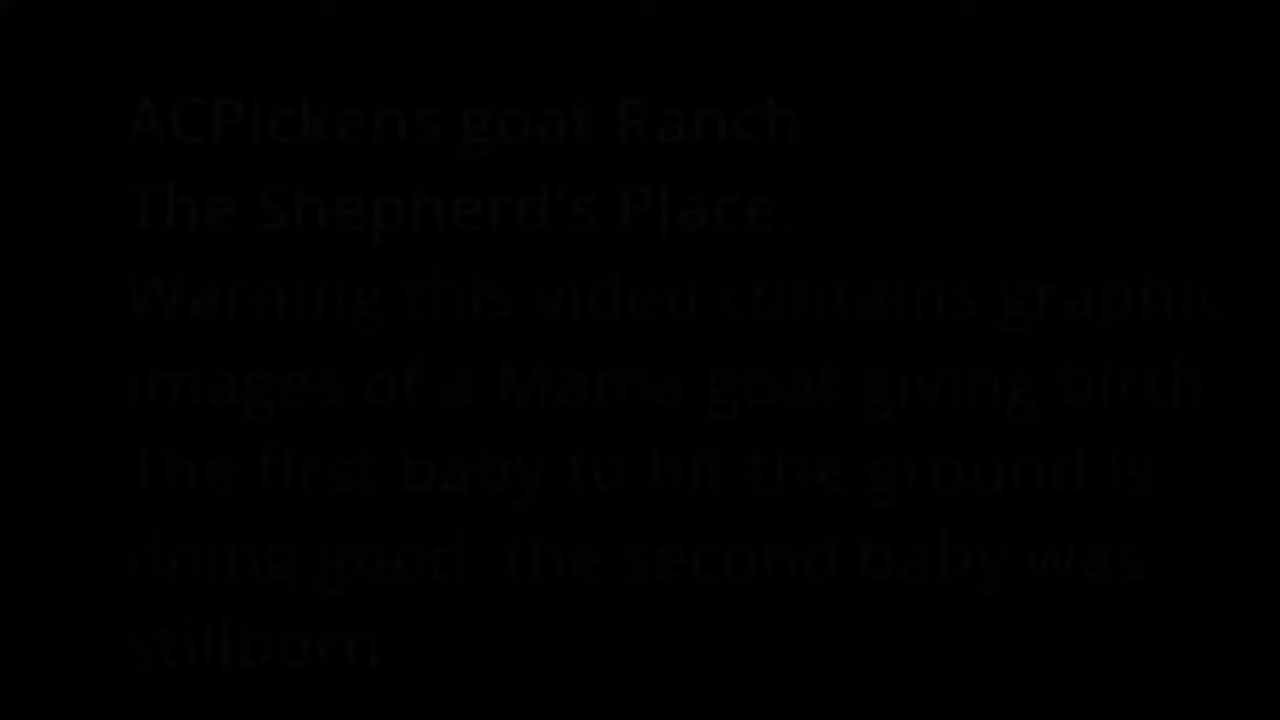 ACPickens goat Ranch
The Shepherd's Place.
Warning this video contains graphic
images of a Mama goat giving birth
The first baby to hit the ground is
doing good. the second baby was
stillborn.